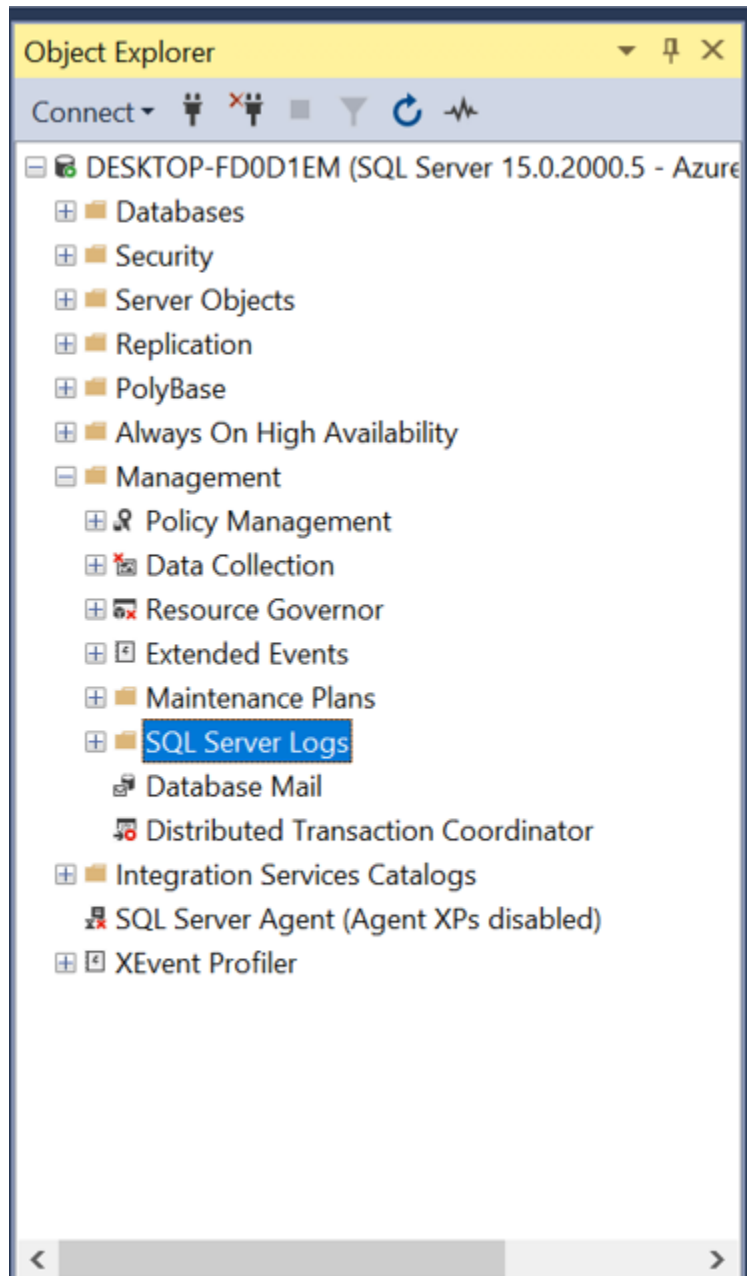 Object Explorer
Connect
DESKTOP-FD0D1EM (SQL Server 15.0.2000.5 - Azure
Databases
Security
Server Objects
Replication
PolyBase
Always On High Availability
Management
Policy Management
Data Collection
Resource Governor
Extended Events
Maintenance Plans
SQL Server Logs
Database Mail
Distributed Transaction Coordinator
Integration Services Catalogs
SQL Server Agent (Agent XPs disabled)
XEvent Profiler